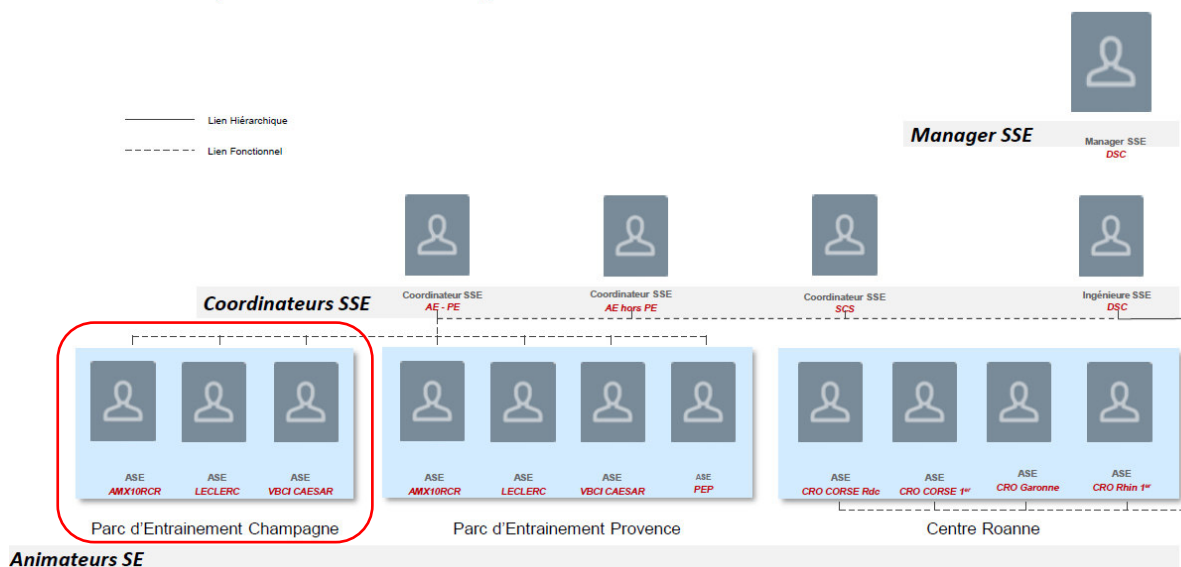 Lien Hiérarchique
Lien Fonctionnel
Manager SSE
Manager SSE
DSC
Coordinateurs SSE
Coordinateur SSE
AE - PE
Coordinateur SSE
AE hors PE
Coordinateur SSE
SCS
Ingénieure SSE
DSC
ASE
AMX10RCR
ASE
LECLERC
ASE
VBCI CAESAR
Parc d'Entrainement Champagne
ASE
AMX10RCR
ASE
LECLERC
ASE
VBCI CAESAR
ASE
PEP
Parc d'Entrainement Provence
ASE
CRO CORSE Rdc
ASE
CRO CORSE 1er
ASE
CRO Garonne
ASE
CRO Rhin 1er
Centre Roanne
Animateurs SE